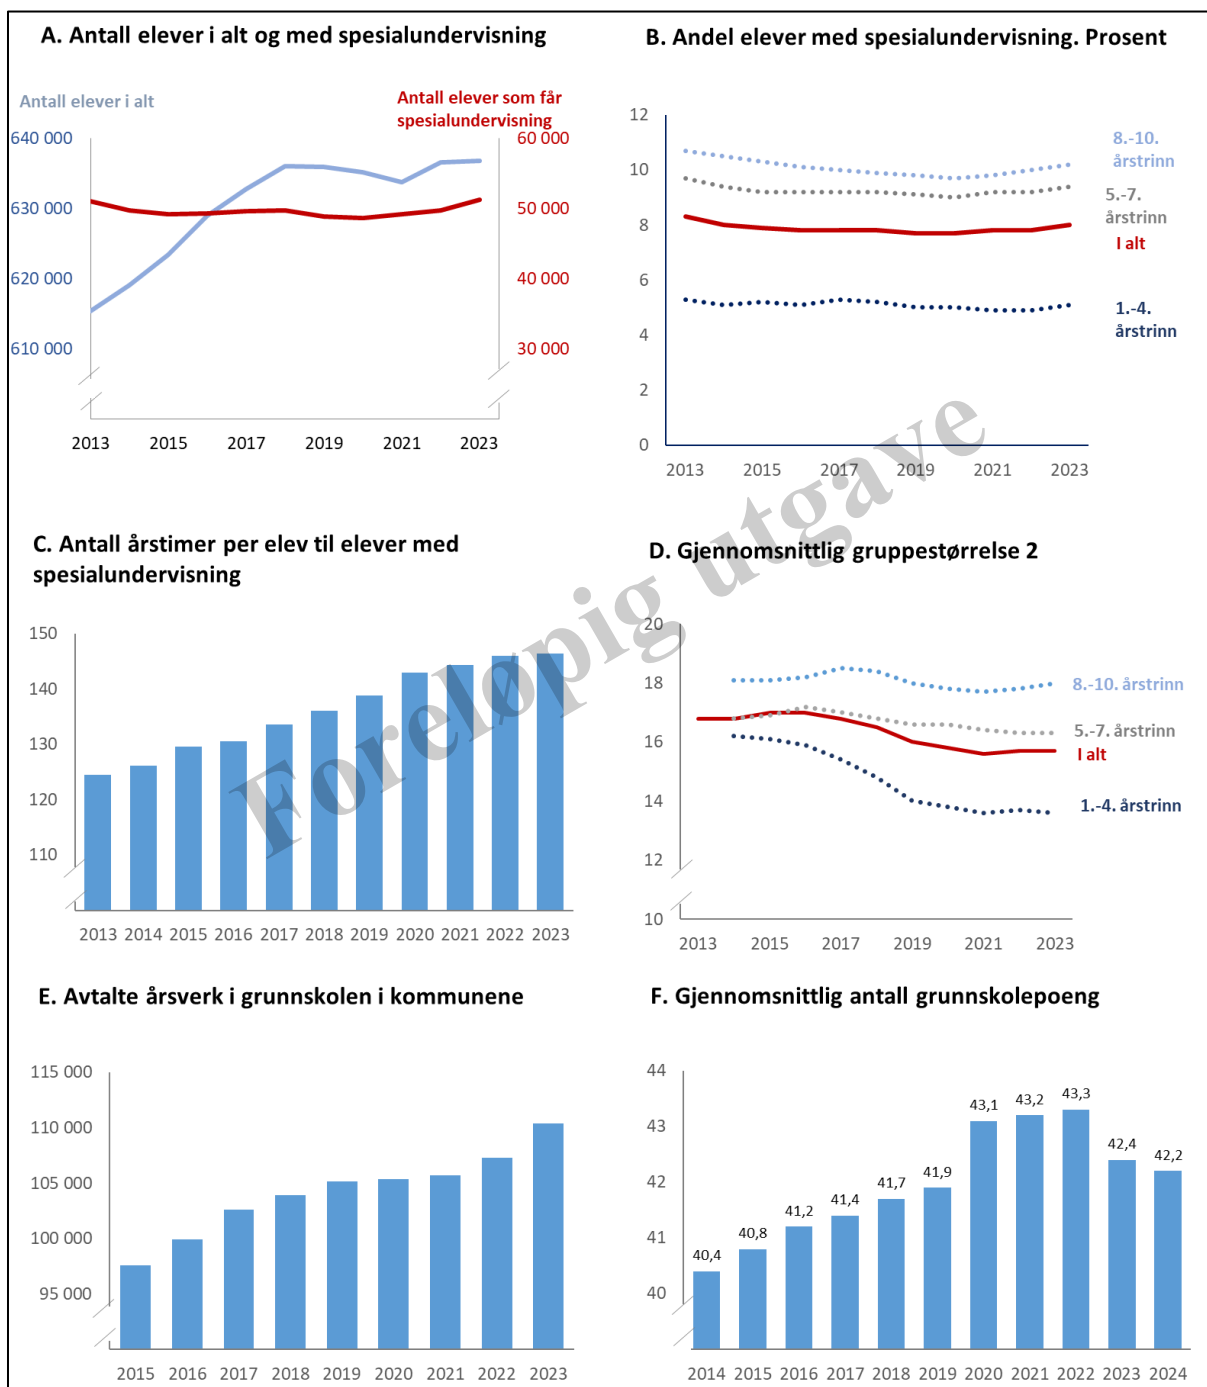 A. Antall elever i alt og med spesialundervisning
Antall elever i alt
Antall elever som får
spesialundervisning
640 000
630 000
620 000
610 000
60 000
50 000
40 000
30 000
2013 2015 2017 2019 2021 2023
B. Andel elever med spesialundervisning. Prosent
12
10
8
6
4
2
0
8.-10.
årstrinn
5.-7.
årstrinn
I alt
1.-4.
årstrinn
2013 2015 2017 2019 2021 2023
C. Antall årstimer per elev til elever med
spesialundervisning
150
140
130
120
110
2013 2014 2015 2016 2017 2018 2019 2020 2021 2022 2023
D. Gjennomsnittlig gruppestørrelse 2
20
18
16
14
12
10
8.-10. årstrinn
5.-7. årstrinn
I alt
1.-4. årstrinn
2013 2015 2017 2019 2021 2023
E. Avtalte årsverk i grunnskolen i kommunene
115 000
110 000
105 000
100 000
95 000
2015 2016 2017 2018 2019 2020 2021 2022 2023
F. Gjennomsnittlig antall grunnskolepoeng
44
43
42
41
40
40,4 40,8 41,2 41,4 41,7 41,9 43,1 43,2 43,3 42,4 42,2
2014 2015 2016 2017 2018 2019 2020 2021 2022 2023 2024
Foreløpig utgave